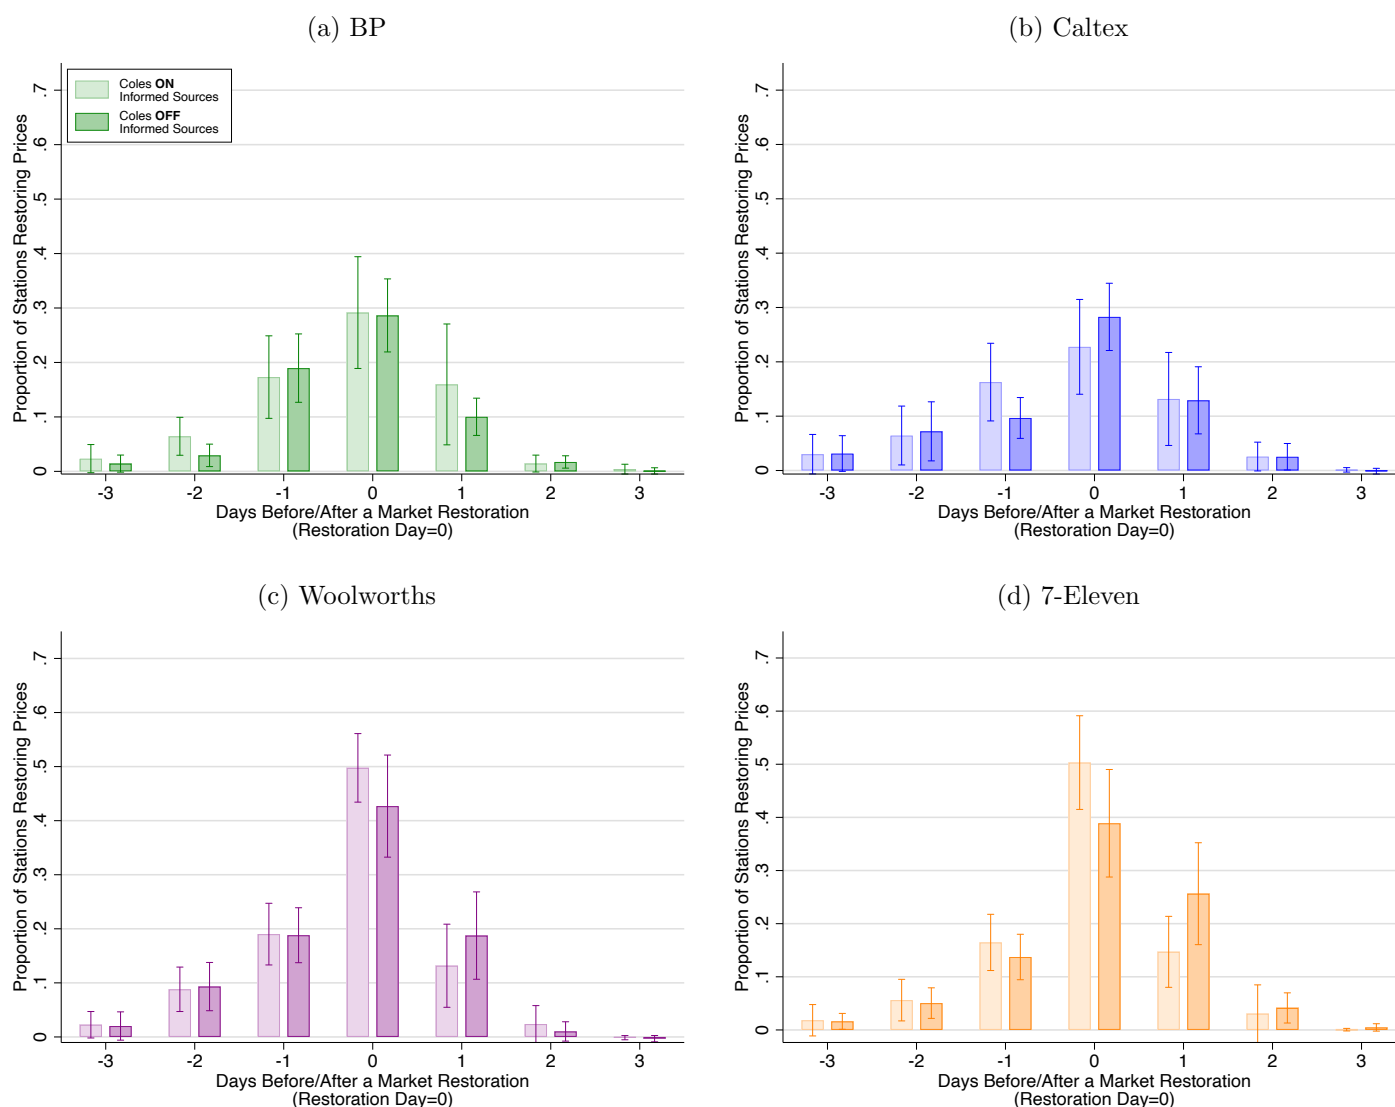 (a) BP
Coles ON
Informed Sources
Coles OFF
Informed Sources
Proportion of Stations Restoring Prices
.7
.6
.5
.4
.3
.2
.1
0
-3 -2 -1 0 1 2 3
Days Before/After a Market Restoration
(Restoration Day=0)
(b) Caltex
Proportion of Stations Restoring Prices
.7
.6
.5
.4
.3
.2
.1
0
-3 -2 -1 0 1 2 3
Days Before/After a Market Restoration
(Restoration Day=0)
(c) Woolworths
Proportion of Stations Restoring Prices
.7
.6
.5
.4
.3
.2
.1
0
-3 -2 -1 0 1 2 3
Days Before/After a Market Restoration
(Restoration Day=0)
(d) 7-Eleven
Proportion of Stations Restoring Prices
.7
.6
.5
.4
.3
.2
.1
0
-3 -2 -1 0 1 2 3
Days Before/After a Market Restoration
(Restoration Day=0)